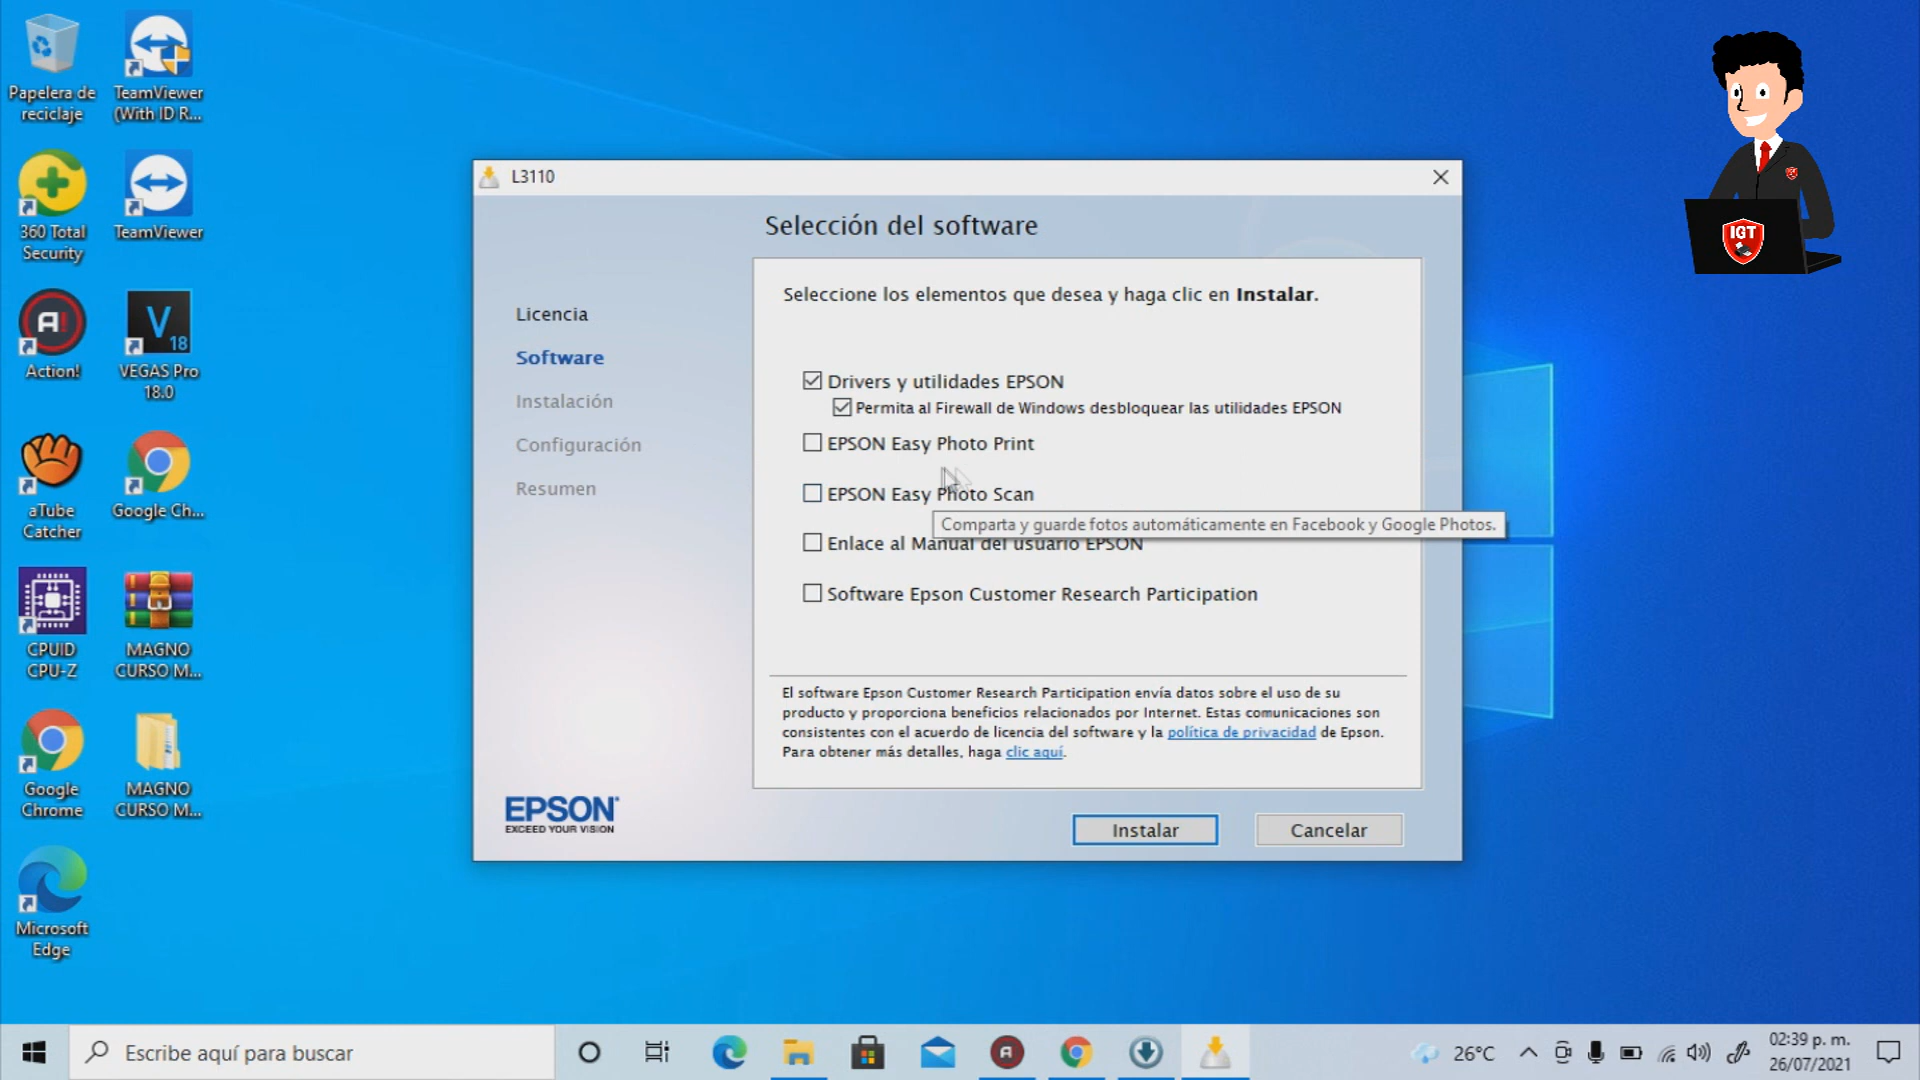 Papelera de
reciclaje
TeamViewer
(With ID R...
360 Total
Security
TeamViewer
Action!
VEGAS Pro
18.0
aTube
Catcher
Google Ch...
CPUID
CPU-Z
MAGNO
CURSO M...
Google
Chrome
MAGNO
CURSO M...
Microsoft
Edge
V
18
A!
IGT
L3110
Selección del software
Licencia
Software
Instalación
Configuración
Resumen
Seleccione los elementos que desea y haga clic en Instalar.
Drivers y utilidades EPSON
Permita al Firewall de Windows desbloquear las utilidades EPSON
EPSON Easy Photo Print
EPSON Easy Photo Scan
Comparta y guarde fotos automáticamente en Facebook y Google Photos.
Enlace al Manual del usuario EPSON
Software Epson Customer Research Participation
El software Epson Customer Research Participation envía datos sobre el uso de su
producto y proporciona beneficios relacionados por Internet. Estas comunicaciones son
consistentes con el acuerdo de licencia del software y la política de privacidad de Epson.
Para obtener más detalles, haga clic aquí.
EPSON
EXCEED YOUR VISION
Instalar
Cancelar
Escribe aquí para buscar
26°C
02:39 p. m.
26/07/2021